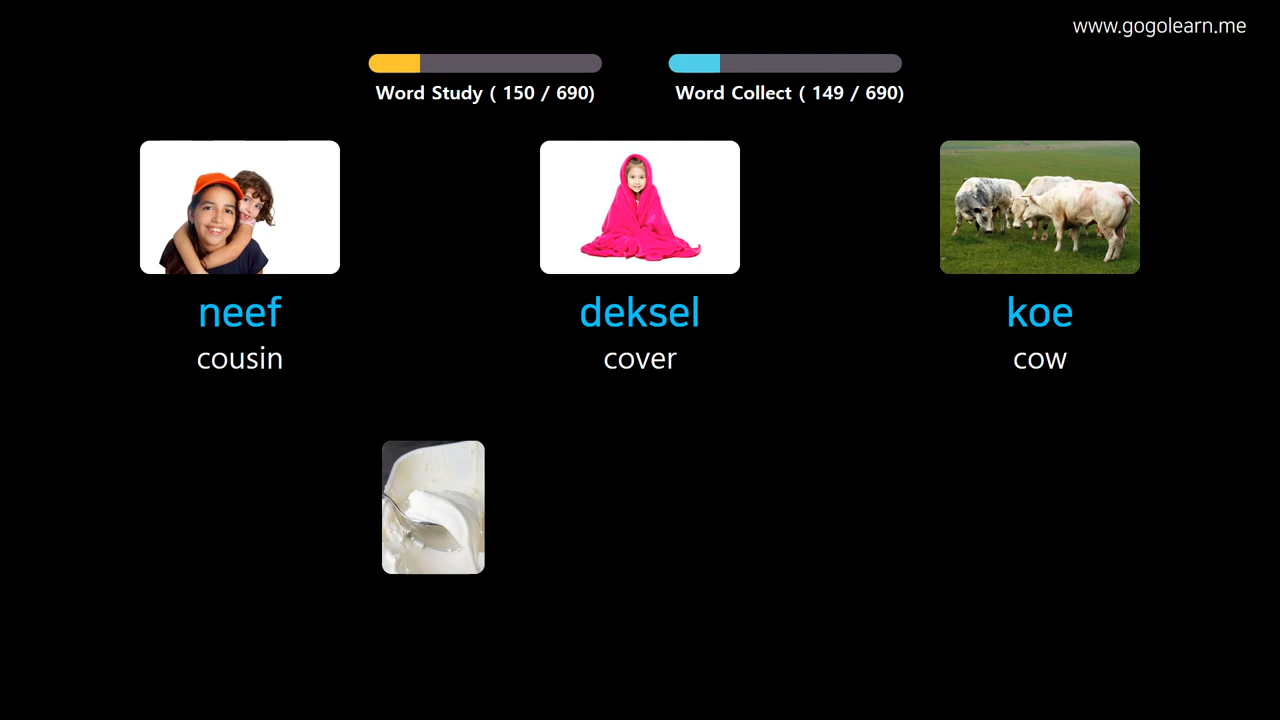 www.gogolearn.me
Word Study ( 150 / 690)
Word Collect ( 149 / 690)
neef
deksel
koe
cousin
cover
cow